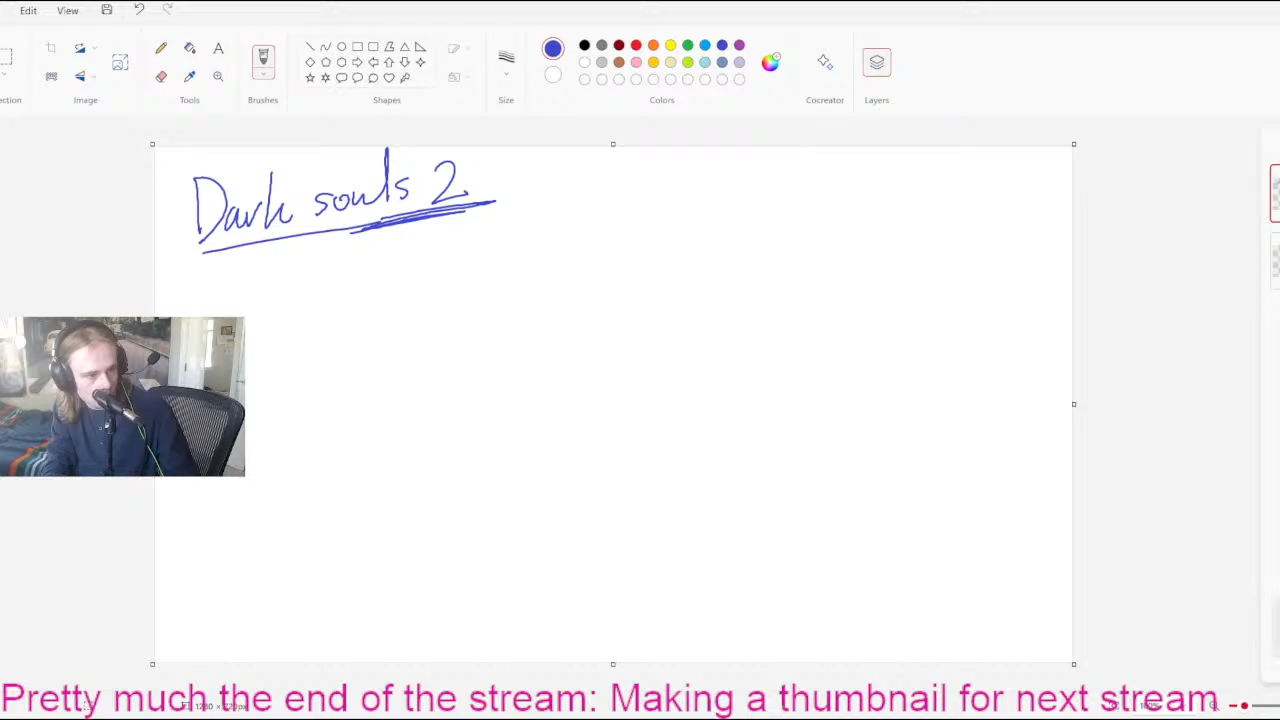 Edit View
ection Image Tools Brushes Shapes Size Colors Cocreator Layers
Dark souls 2
Pretty much the end of the stream: Making a thumbnail for next stream